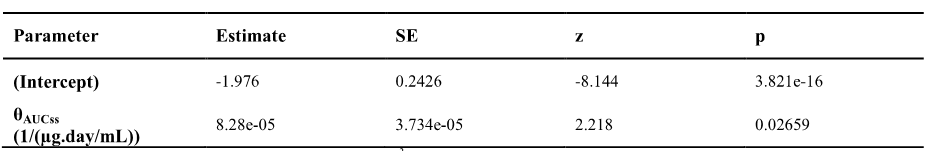 Parameter Estimate SE z p
(Intercept) -1.976 0.2426 -8.144 3.821e-16
θAUCss
(1/(μg.day/mL)) 8.28e-05 3.734e-05 2.218 0.02659